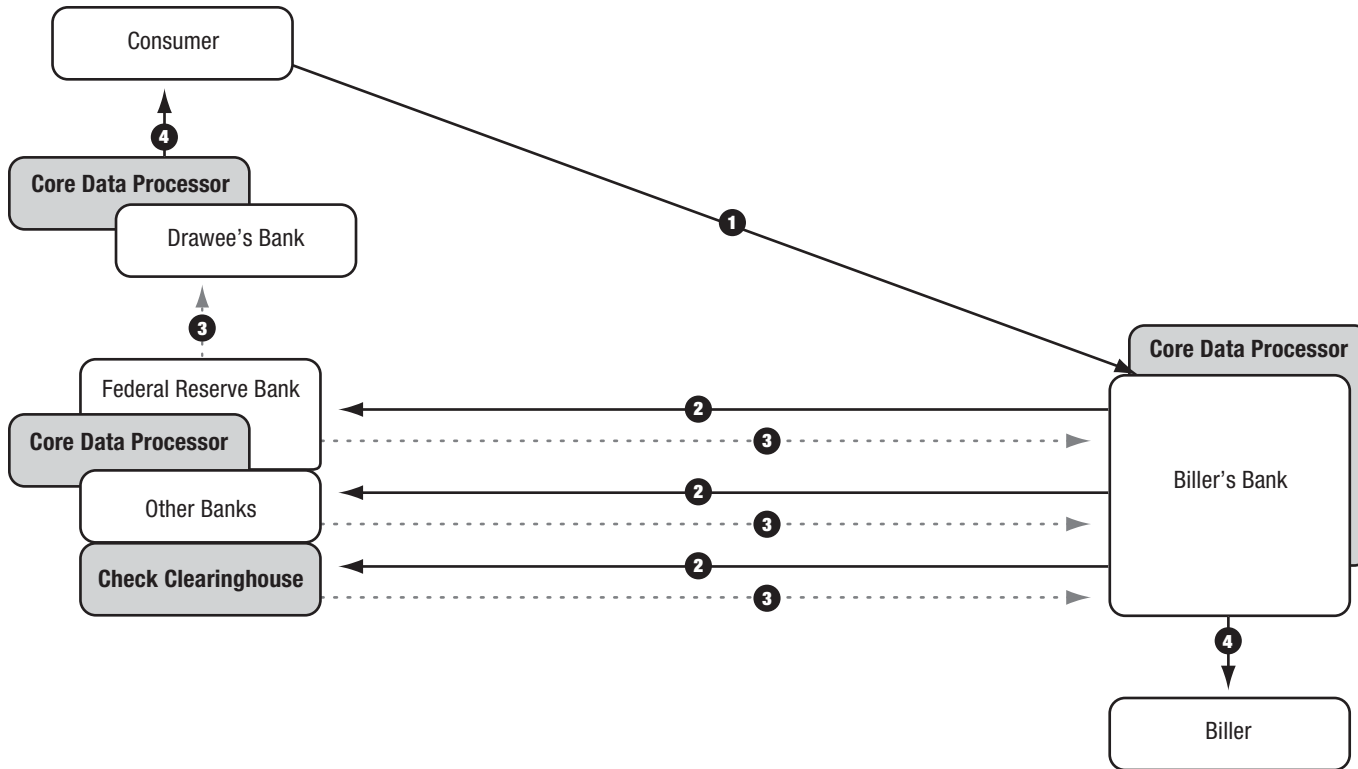 Consumer
4
Core Data Processor
Drawee's Bank
1
3
Core Data Processor
Federal Reserve Bank
2
Core Data Processor
3
Biller's Bank
2
Other Banks
3
2
Check Clearinghouse
3
4
Biller